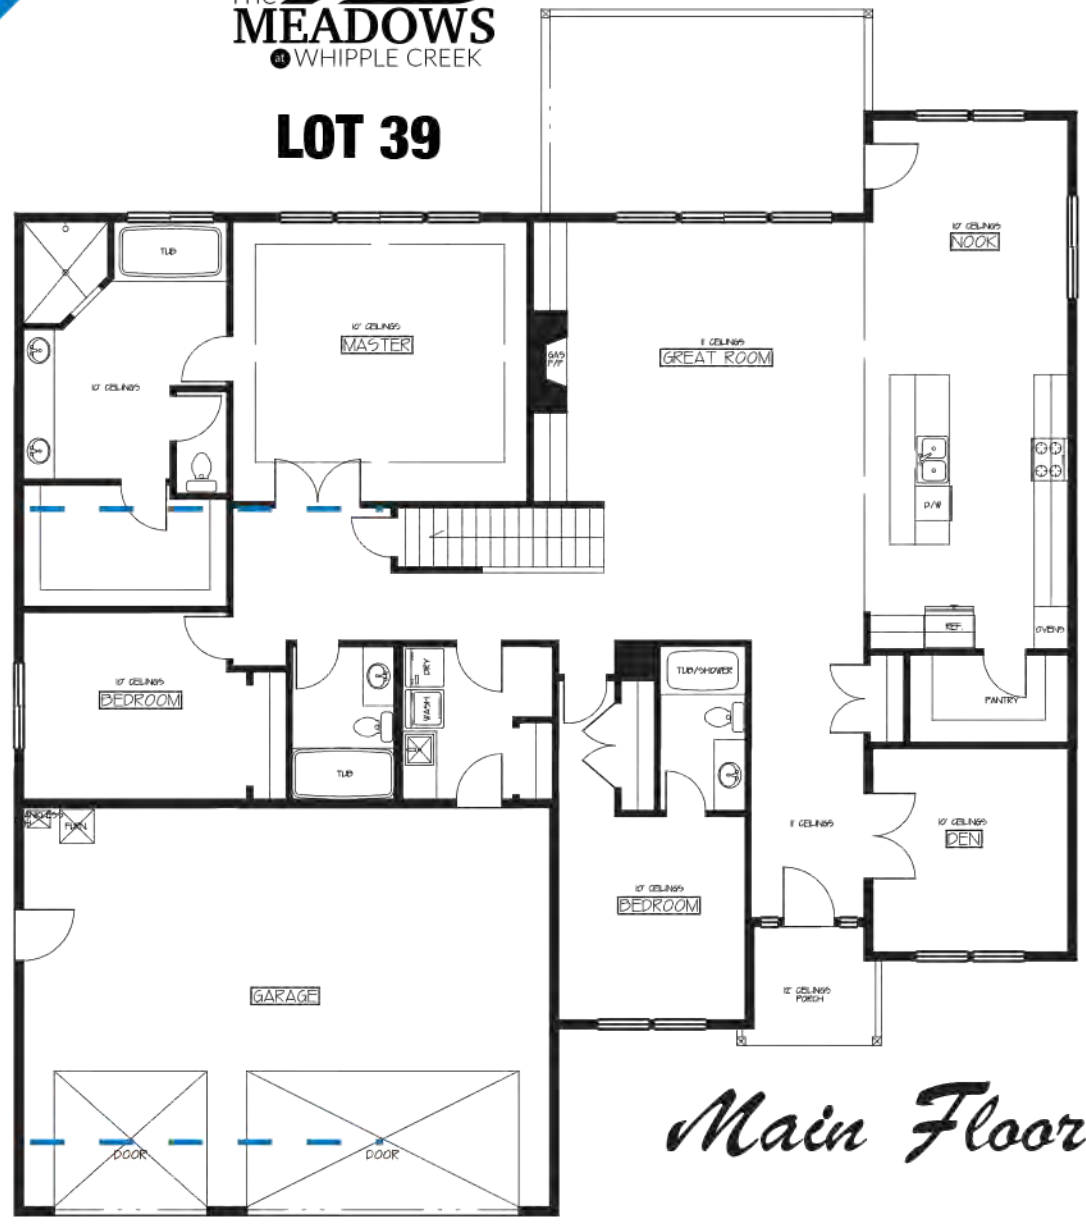 THE
MEADOWS
at WHIPPLE CREEK
LOT 39
TUB
10' CEILINGS
NOOK
10' CEILINGS
MASTER
11' CEILINGS
GREAT ROOM
GAS
F/P
10' CEILINGS
D/W
REF.
OVENS
10' CEILINGS
BEDROOM
DRY
WASH
TUB/SHOWER
PANTRY
TUB
FURN.
11' CEILINGS
10' CEILINGS
DEN
10' CEILINGS
BEDROOM
GARAGE
12' CEILINGS
PORCH
DOOR
DOOR
Main Floor